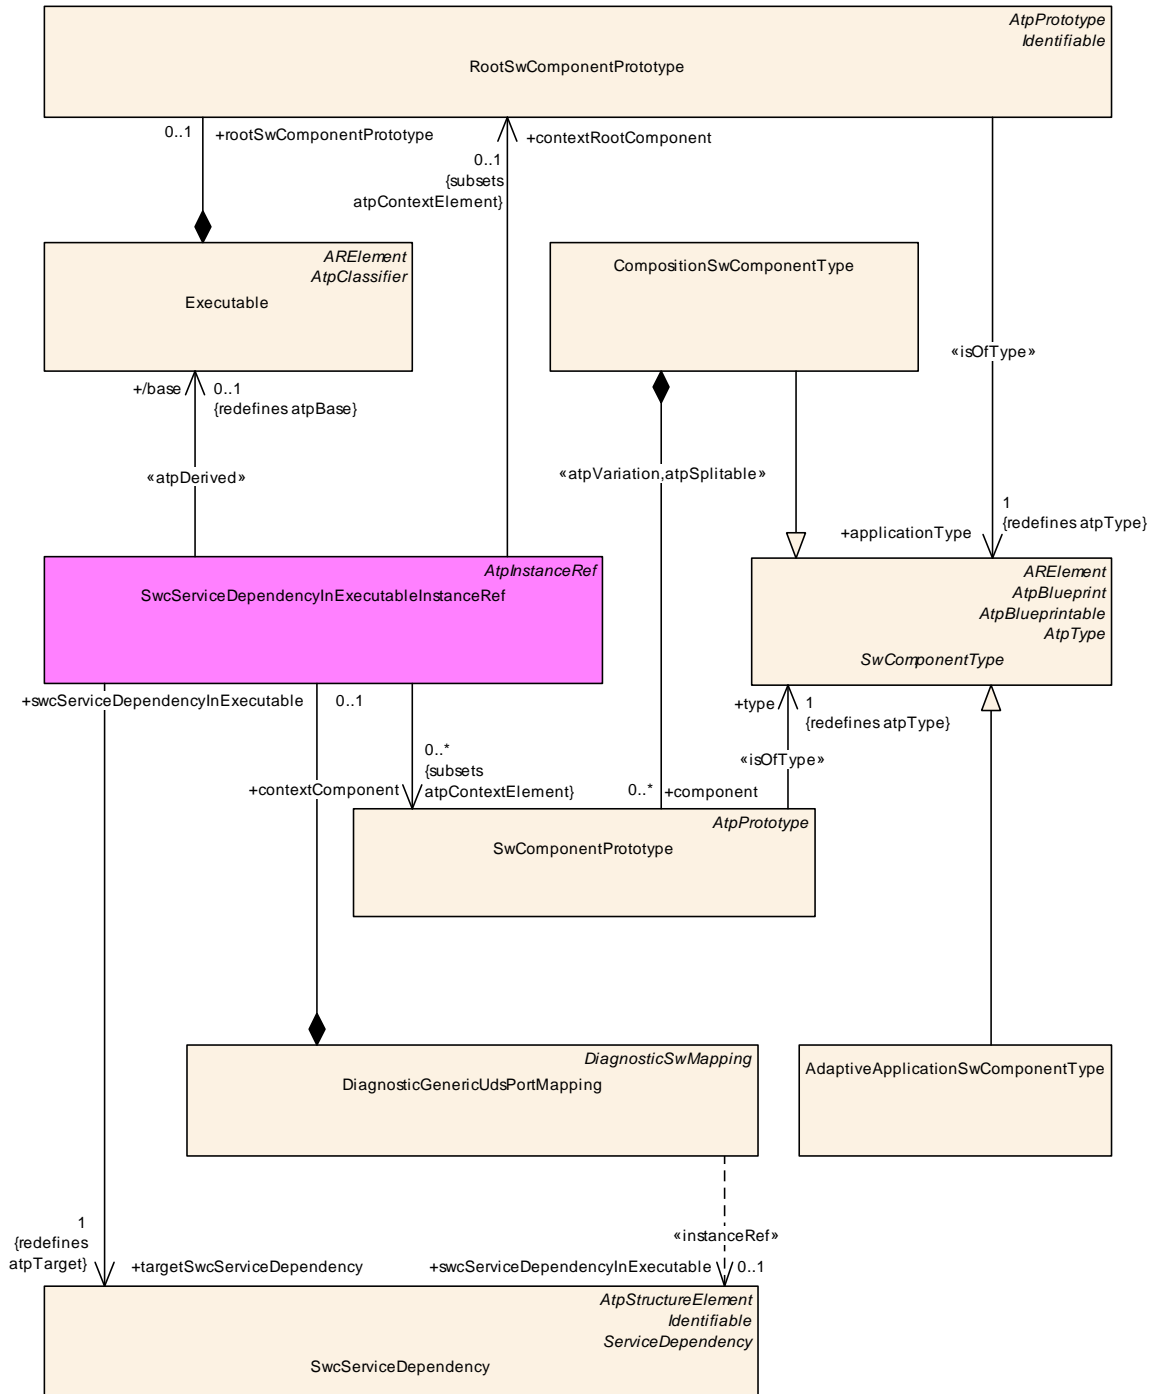 AtpPrototype
Identifiable
RootSwComponentPrototype
0..1
+rootSwComponentPrototype
+contextRootComponent
0..1
{subsets
atpContextElement}
ARElement
AtpClassifier
Executable
CompositionSwComponentType
«isOfType»
+/base
0..1
{redefines atpBase}
«atpDerived»
«atpVariation,atpSplitable»
1
{redefines atpType}
+applicationType
AtpInstanceRef
SwcServiceDependencyInExecutableInstanceRef
ARElement
AtpBlueprint
AtpBlueprintable
AtpType
SwComponentType
+swcServiceDependencyInExecutable
0..1
+type
1
{redefines atpType}
0..*
{subsets
atpContextElement}
«isOfType»
+contextComponent
0..*
+component
AtpPrototype
SwComponentPrototype
DiagnosticSwMapping
DiagnosticGenericUdsPortMapping
AdaptiveApplicationSwComponentType
1
{redefines
atpTarget}
«instanceRef»
+targetSwcServiceDependency
+swcServiceDependencyInExecutable
0..1
AtpStructureElement
Identifiable
ServiceDependency
SwcServiceDependency